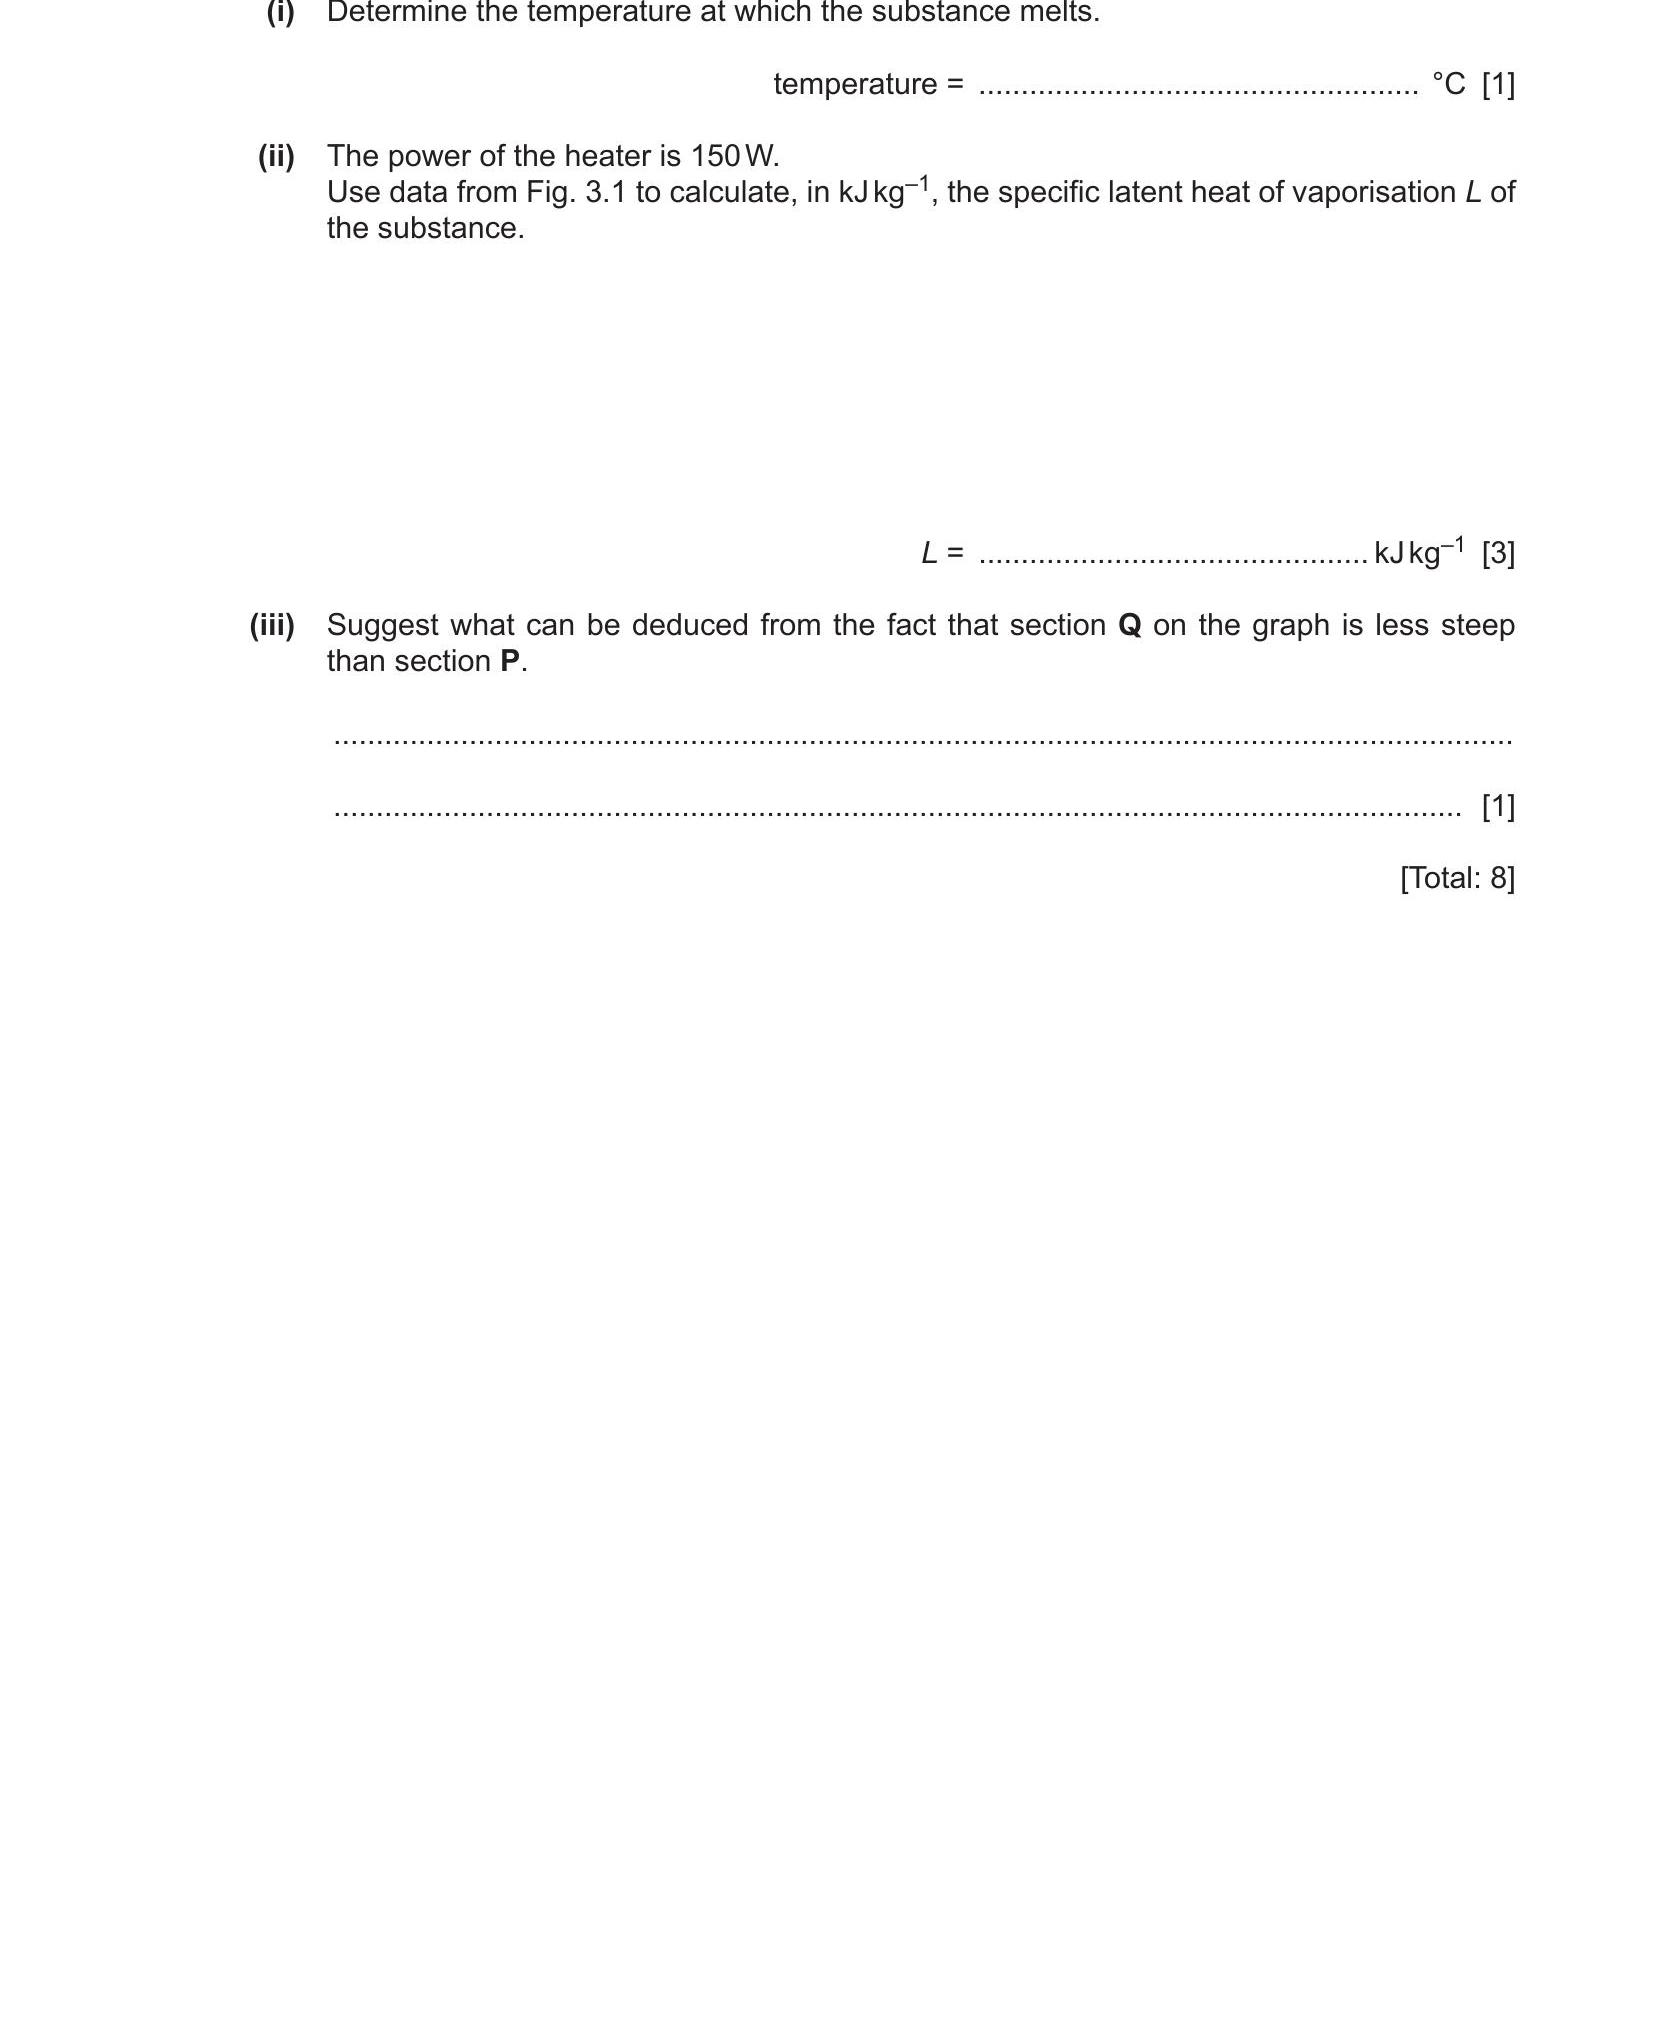 (i) Determine the temperature at which the substance melts.
temperature = .................................................... °C [1]
(ii) The power of the heater is 150 W.
Use data from Fig. 3.1 to calculate, in kJ kg⁻¹, the specific latent heat of vaporisation L of
the substance.
L = .............................................. kJ kg⁻¹ [3]
(iii) Suggest what can be deduced from the fact that section Q on the graph is less steep
than section P.
...........................................................................................................................................
..................................................................................................................................... [1]
[Total: 8]